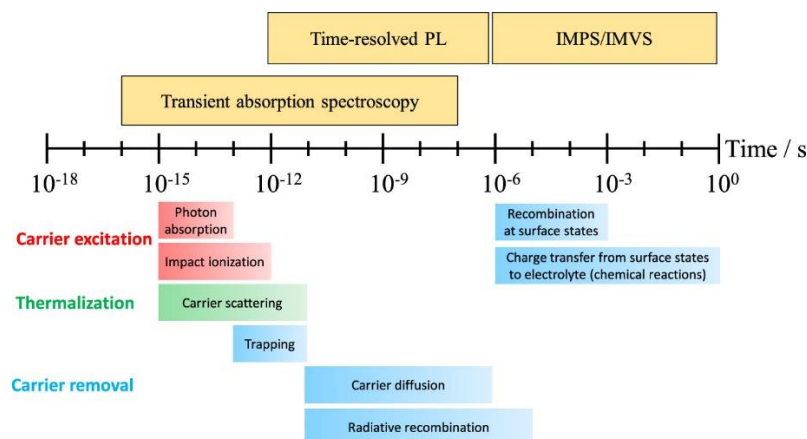 Time-resolved PL
IMPS/IMVS
Transient absorption spectroscopy
Time / s
10⁻¹⁸
10⁻¹⁵
10⁻¹²
10⁻⁹
10⁻⁶
10⁻³
10⁰
Carrier excitation
Photon
absorption
Recombination
at surface states
Impact ionization
Charge transfer from surface states
to electrolyte (chemical reactions)
Thermalization
Carrier scattering
Trapping
Carrier removal
Carrier diffusion
Radiative recombination